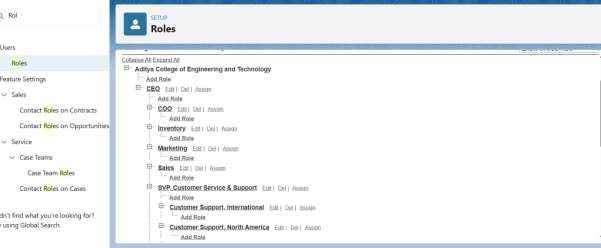 Rol
Users
Roles
Feature Settings
Sales
Contact Roles on Contracts
Contact Roles on Opportunities
Service
Case Teams
Case Team Roles
Contact Roles on Cases
dn't find what you're looking for?
using Global Search.
SETUP
Roles
Collapse All Expand All
Aditya College of Engineering and Technology
Add Role
CEO Edit | Del | Assign
Add Role
COO Edit | Del | Assign
Add Role
Inventory Edit | Del | Assign
Add Role
Marketing Edit | Del | Assign
Add Role
Sales Edit | Del | Assign
Add Role
SVP, Customer Service & Support Edit | Del | Assign
Add Role
Customer Support, International Edit | Del | Assign
Add Role
Customer Support, North America Edit | Del | Assign
Add Role